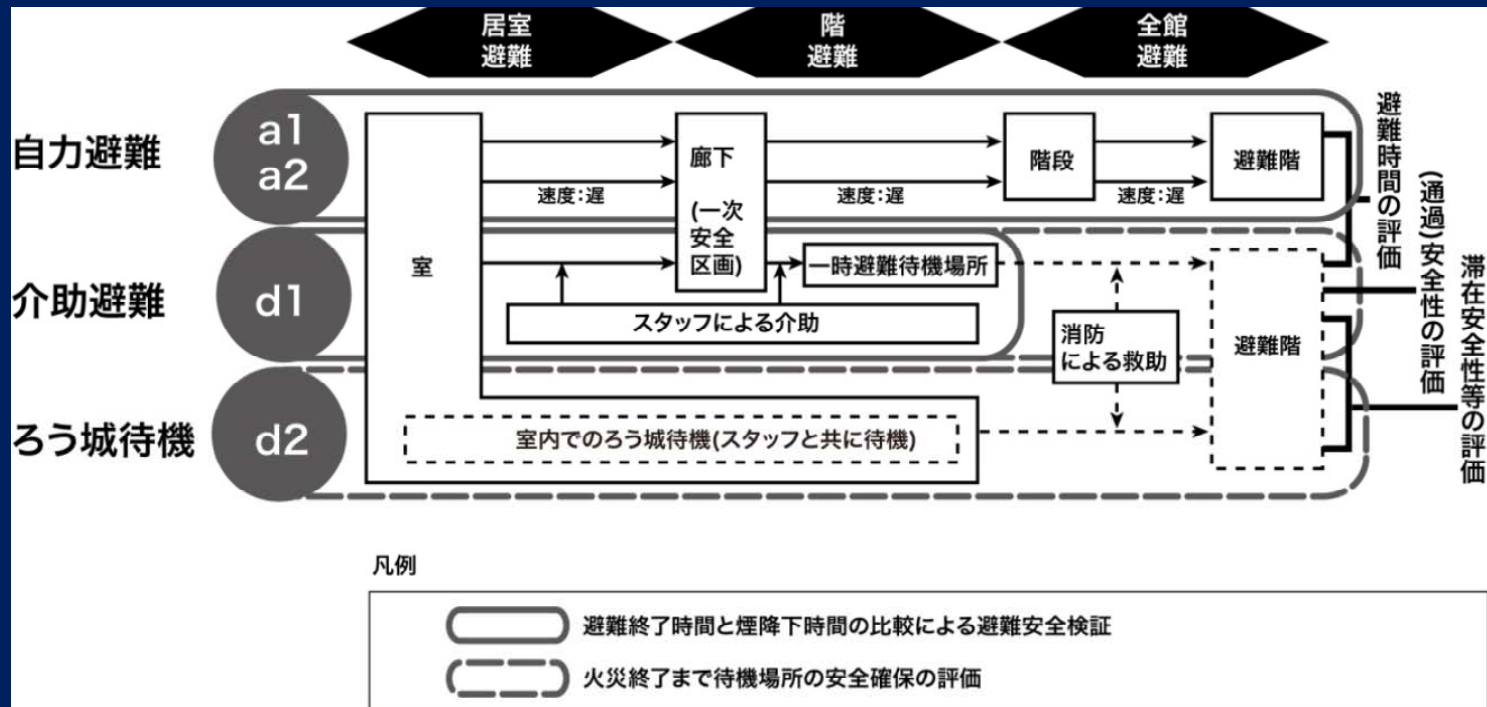 居室
避難
階
避難
全館
避難
自力避難
a1
a2
室
廊下
(一次
安全
区画)
速度:遅
速度:遅
階段
速度:遅
避難階
介助避難
d1
一時避難待機場所
スタッフによる介助
消防
による救助
避難階
ろう城待機
d2
室内でのろう城待機(スタッフと共に待機)
避難時間の評価
(通過)安全性の評価
滞在安全性等の評価
凡例
避難終了時間と煙降下時間の比較による避難安全検証
火災終了まで待機場所の安全確保の評価